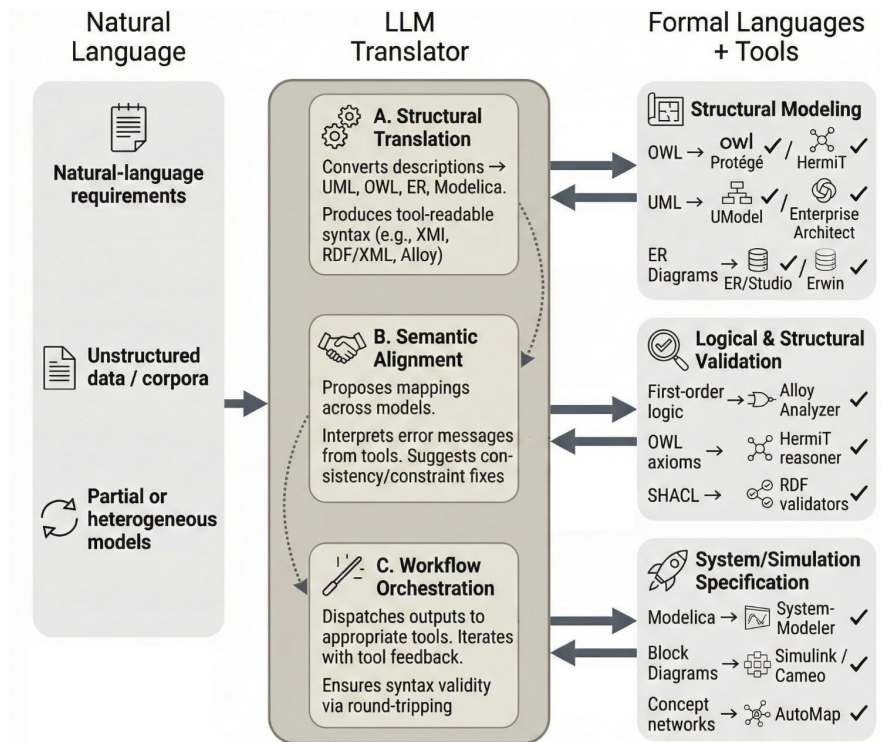 Natural
Language
LLM
Translator
Formal Languages
+ Tools
Natural-language
requirements
Unstructured
data / corpora
Partial or
heterogeneous
models
A. Structural
Translation
Converts descriptions →
UML, OWL, ER, Modelica.
Produces tool-readable
syntax (e.g., XMI,
RDF/XML, Alloy)
B. Semantic
Alignment
Proposes mappings
across models.
Interprets error messages
from tools. Suggests con-
sistency/constraint fixes
C. Workflow
Orchestration
Dispatches outputs to
appropriate tools. Iterates
with tool feedback.
Ensures syntax validity
via round-tripping
Structural Modeling
OWL → owl Protégé ✓ / HermiT ✓
UML → UModel ✓ / Enterprise Architect ✓
ER
Diagrams → ER/Studio ✓ / Erwin ✓
Logical & Structural
Validation
First-order
logic → Alloy Analyzer ✓
OWL
axioms → HermiT reasoner ✓
SHACL → RDF validators ✓
System/Simulation
Specification
Modelica → System-Modeler ✓
Block
Diagrams → Simulink / Cameo ✓
Concept
networks → AutoMap ✓